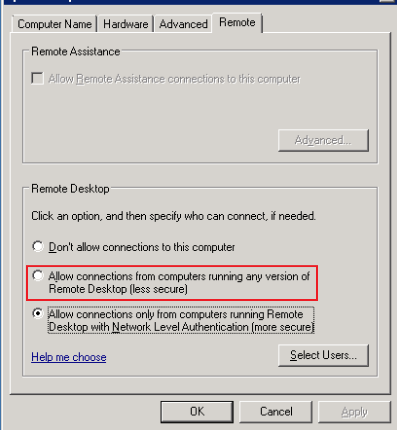 Computer Name Hardware Advanced Remote
Remote Assistance
Allow Remote Assistance connections to this computer
Advanced...
Remote Desktop
Click an option, and then specify who can connect, if needed.
Don't allow connections to this computer
Allow connections from computers running any version of
Remote Desktop (less secure)
Allow connections only from computers running Remote
Desktop with Network Level Authentication (more secure)
Help me choose Select Users...
OK Cancel Apply